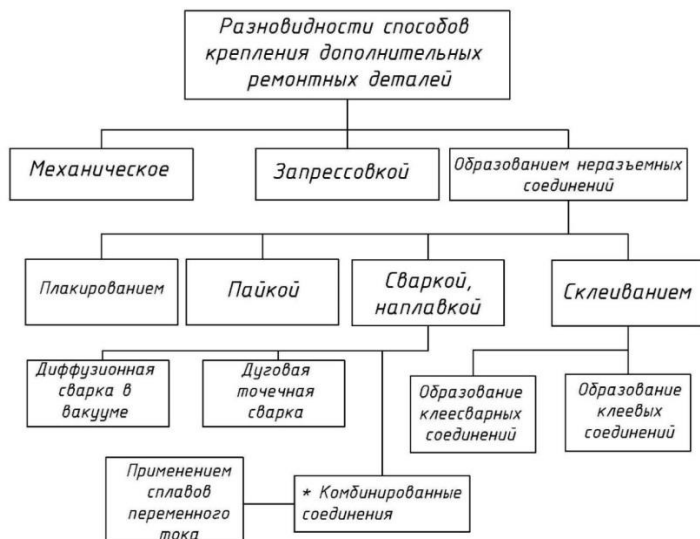 Разновидности способов
крепления дополнительных
ремонтных деталей
Механическое
Запрессовкой
Образованием неразъемных
соединений
Плакированием
Пайкой
Сваркой,
наплавкой
Склеиванием
Диффузионная
сварка в
вакууме
Дуговая
точечная
сварка
Образование
клеесварных
соединений
Образование
клеевых
соединений
Применением
сплавов
переменного
тока
* Комбинированные
соединения